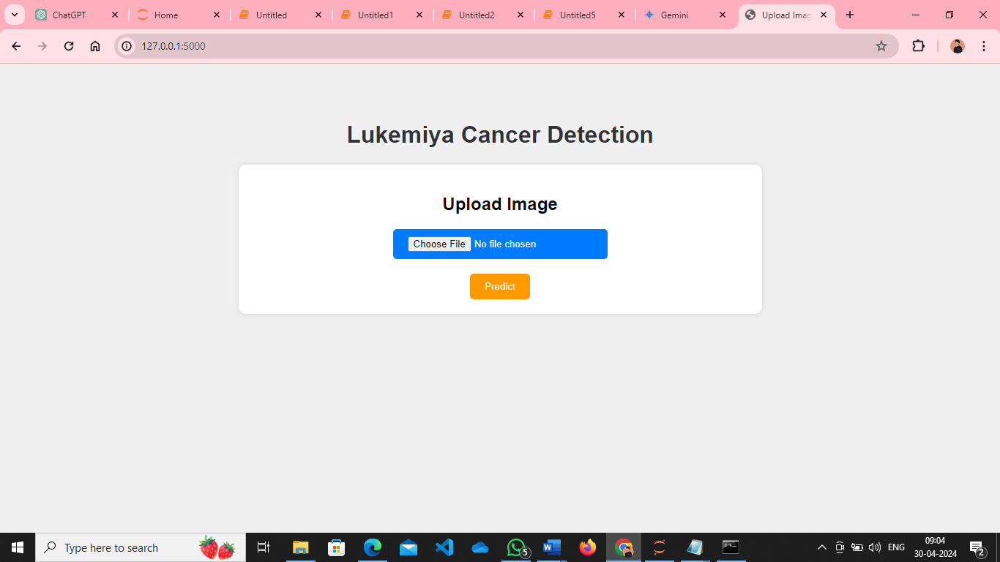 ChatGPT
Home
Untitled
Untitled1
Untitled2
Untitled5
Gemini
Upload Imag
127.0.0.1:5000
Lukemiya Cancer Detection
Upload Image
Choose File No file chosen
Predict
Type here to search
5
ENG
09:04
30-04-2024
2